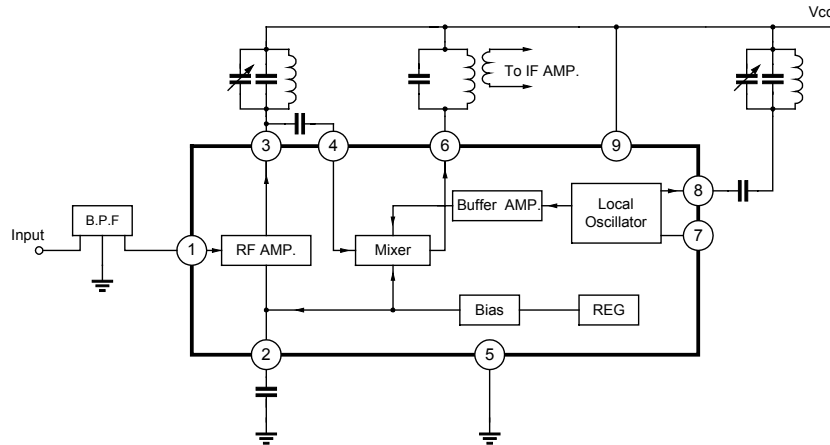 Vcc
To IF AMP.
3
4
6
9
8
Buffer AMP.
Local
Oscillator
B.P.F
Input
7
1
RF AMP.
Mixer
Bias
REG
2
5